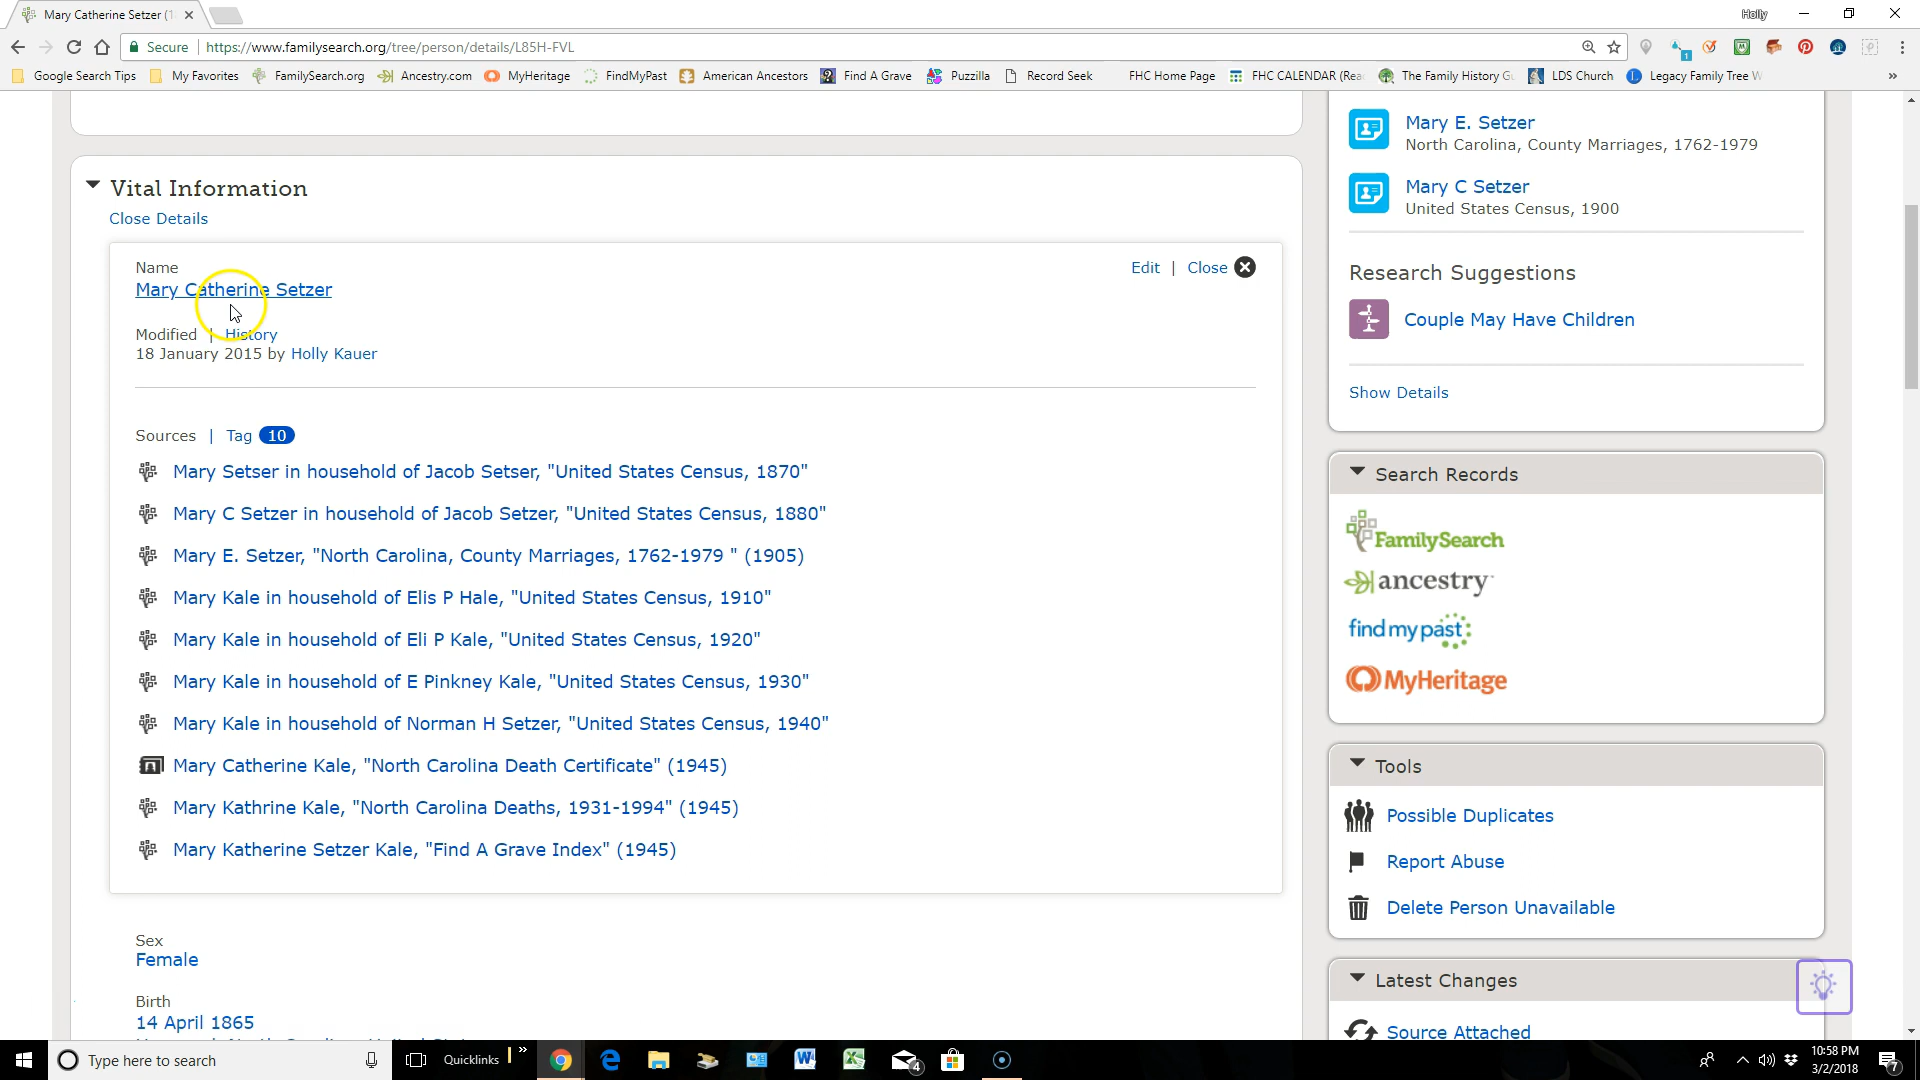 Mary Catherine Setzer (1
Holly
Secure
https://www.familysearch.org/tree/person/details/L85H-FVL
Google Search Tips
My Favorites
FamilySearch.org
Ancestry.com
MyHeritage
FindMyPast
American Ancestors
Find A Grave
Puzzilla
Record Seek
FHC Home Page
FHC CALENDAR (Rea
The Family History Gu
LDS Church
Legacy Family Tree W
»
Vital Information
Close Details
Name
Mary Catherine Setzer
Edit | Close
Modified | History
18 January 2015 by Holly Kauer
Sources | Tag 10
Mary Setser in household of Jacob Setser, "United States Census, 1870"
Mary C Setzer in household of Jacob Setzer, "United States Census, 1880"
Mary E. Setzer, "North Carolina, County Marriages, 1762-1979 " (1905)
Mary Kale in household of Elis P Hale, "United States Census, 1910"
Mary Kale in household of Eli P Kale, "United States Census, 1920"
Mary Kale in household of E Pinkney Kale, "United States Census, 1930"
Mary Kale in household of Norman H Setzer, "United States Census, 1940"
Mary Catherine Kale, "North Carolina Death Certificate" (1945)
Mary Kathrine Kale, "North Carolina Deaths, 1931-1994" (1945)
Mary Katherine Setzer Kale, "Find A Grave Index" (1945)
Sex
Female
Birth
14 April 1865
Mary E. Setzer
North Carolina, County Marriages, 1762-1979
Mary C Setzer
United States Census, 1900
Research Suggestions
Couple May Have Children
Show Details
Search Records
FamilySearch
ancestry
findmypast
MyHeritage
Tools
Possible Duplicates
Report Abuse
Delete Person Unavailable
Latest Changes
Source Attached
Type here to search
Quicklinks
»
4
10:58 PM
3/2/2018
7